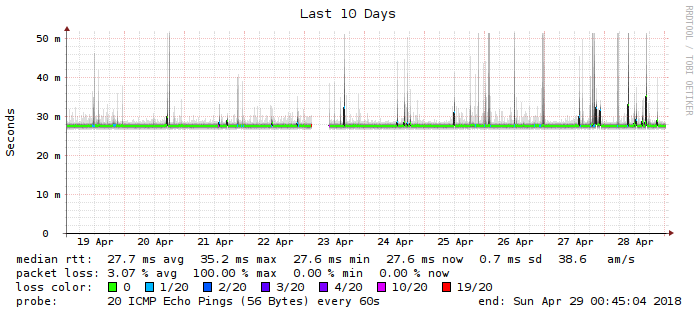 Last 10 Days
RRDTOOL / TOBI OETIKER
Seconds
50 m
40 m
30 m
20 m
10 m
0
19 Apr 20 Apr 21 Apr 22 Apr 23 Apr 24 Apr 25 Apr 26 Apr 27 Apr 28 Apr
median rtt: 27.7 ms avg 35.2 ms max 27.6 ms min 27.6 ms now 0.7 ms sd 38.6 am/s
packet loss: 3.07 % avg 100.00 % max 0.00 % min 0.00 % now
loss color: 0 1/20 2/20 3/20 4/20 10/20 19/20
probe: 20 ICMP Echo Pings (56 Bytes) every 60s end: Sun Apr 29 00:45:04 2018